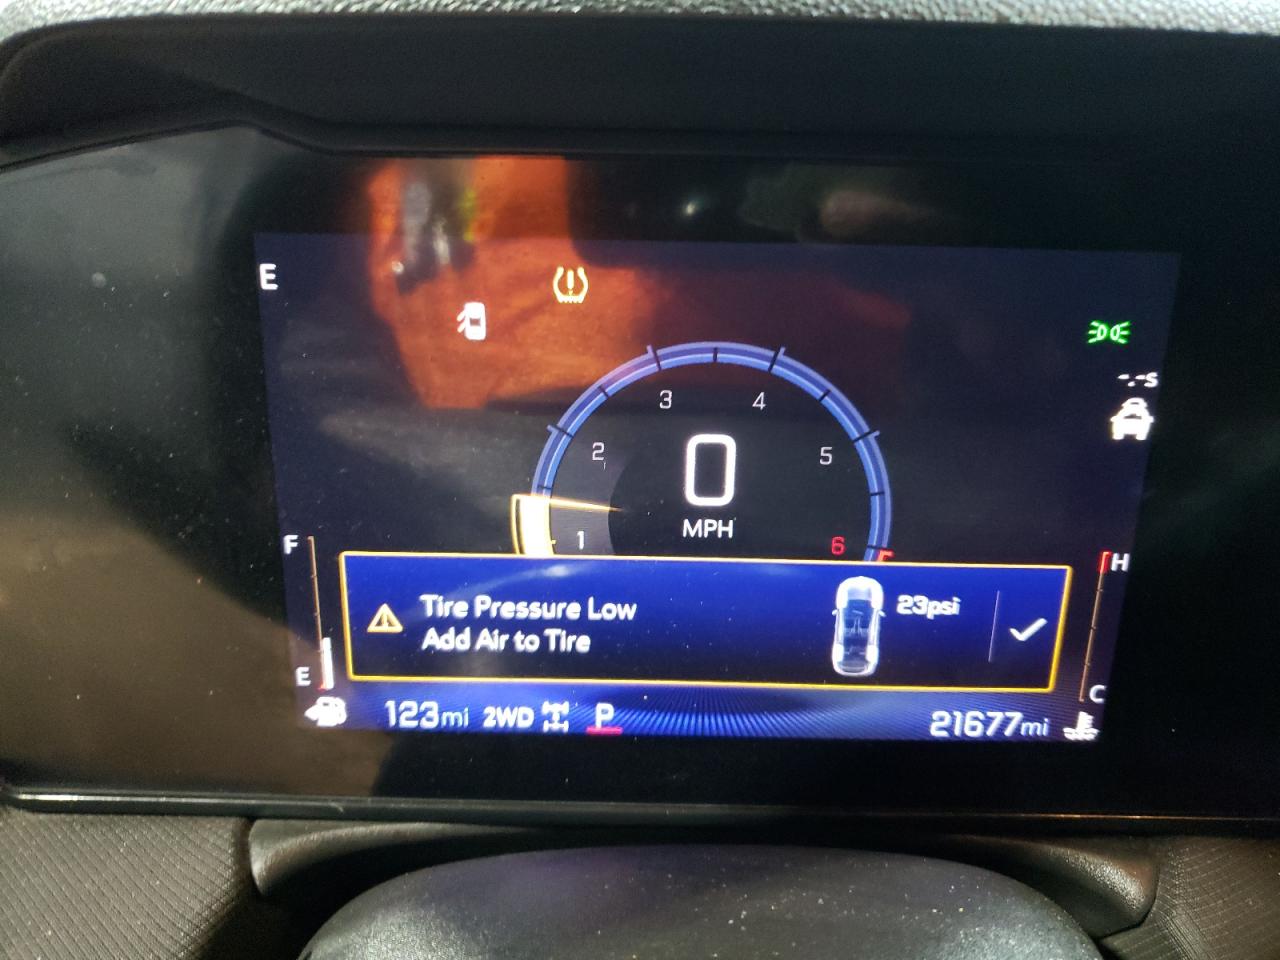 E
-.-s
3
4
2
5
0
MPH
1
6
F
H
Tire Pressure Low
23psi
Add Air to Tire
E
C
123mi 2WD P
21677mi